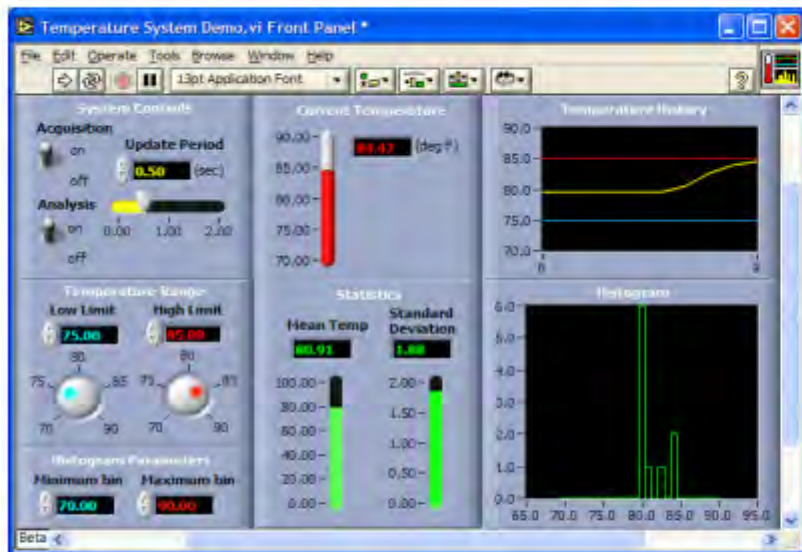 Temperature System Demo.vi Front Panel *
File Edit Operate Tools Browse Window Help
13pt Application Font
System Controls
Acquisition
on
off
Update Period
0.50 (sec)
Analysis
on
off
0.00 1.00 2.00
Current Temperature
90.00
85.00
80.00
75.00
70.00
(deg F)
Temperature History
90.0
85.0
80.0
75.0
70.0
0
Temperature Range
Low Limit High Limit
75.00 85.00
80 80
75 85 75 85
70 90 70 90
Histogram Parameters
Minimum bin Maximum bin
70.00 90.00
Statistics
Mean Temp
80.91
Standard
Deviation
1.88
100.00
80.00
60.00
40.00
20.00
0.00
2.00
1.50
1.00
0.50
0.00
Histogram
6.0
5.0
4.0
3.0
2.0
1.0
0.0
65.0 70.0 75.0 80.0 85.0 90.0 95.0
Beta